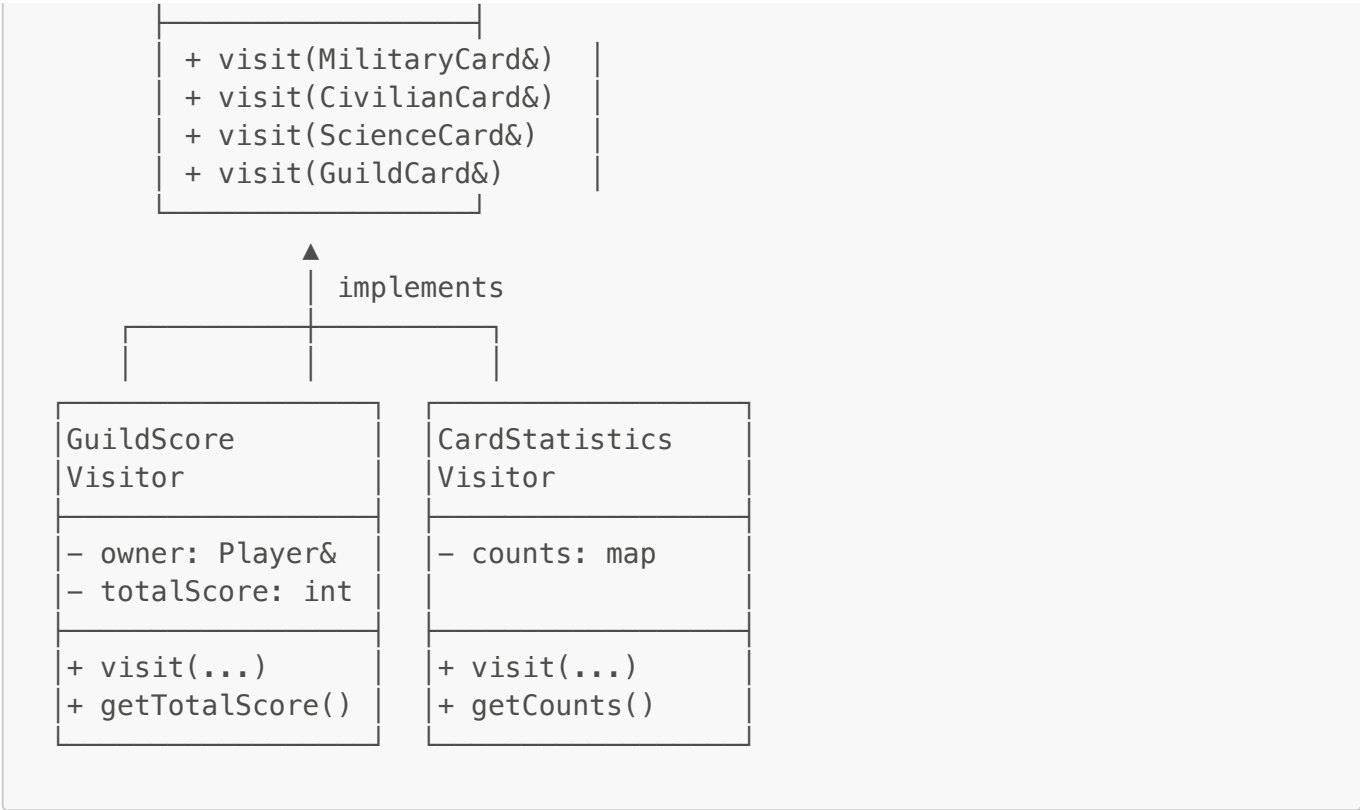 + visit(MilitaryCard&)
+ visit(CivilianCard&)
+ visit(ScienceCard&)
+ visit(GuildCard&)
implements
GuildScore CardStatistics
Visitor Visitor
- owner: Player& - counts: map
- totalScore: int
+ visit(...) + visit(...)
+ getTotalScore() + getCounts()